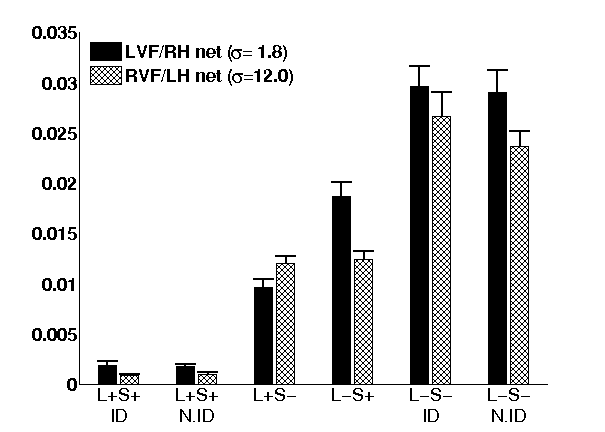 0.035
LVF/RH net (σ= 1.8)
0.03
RVF/LH net (σ=12.0)
0.025
0.02
0.015
0.01
0.005
0
L+S+ L+S+ L+S− L−S+ L−S− L−S−
ID N.ID ID N.ID